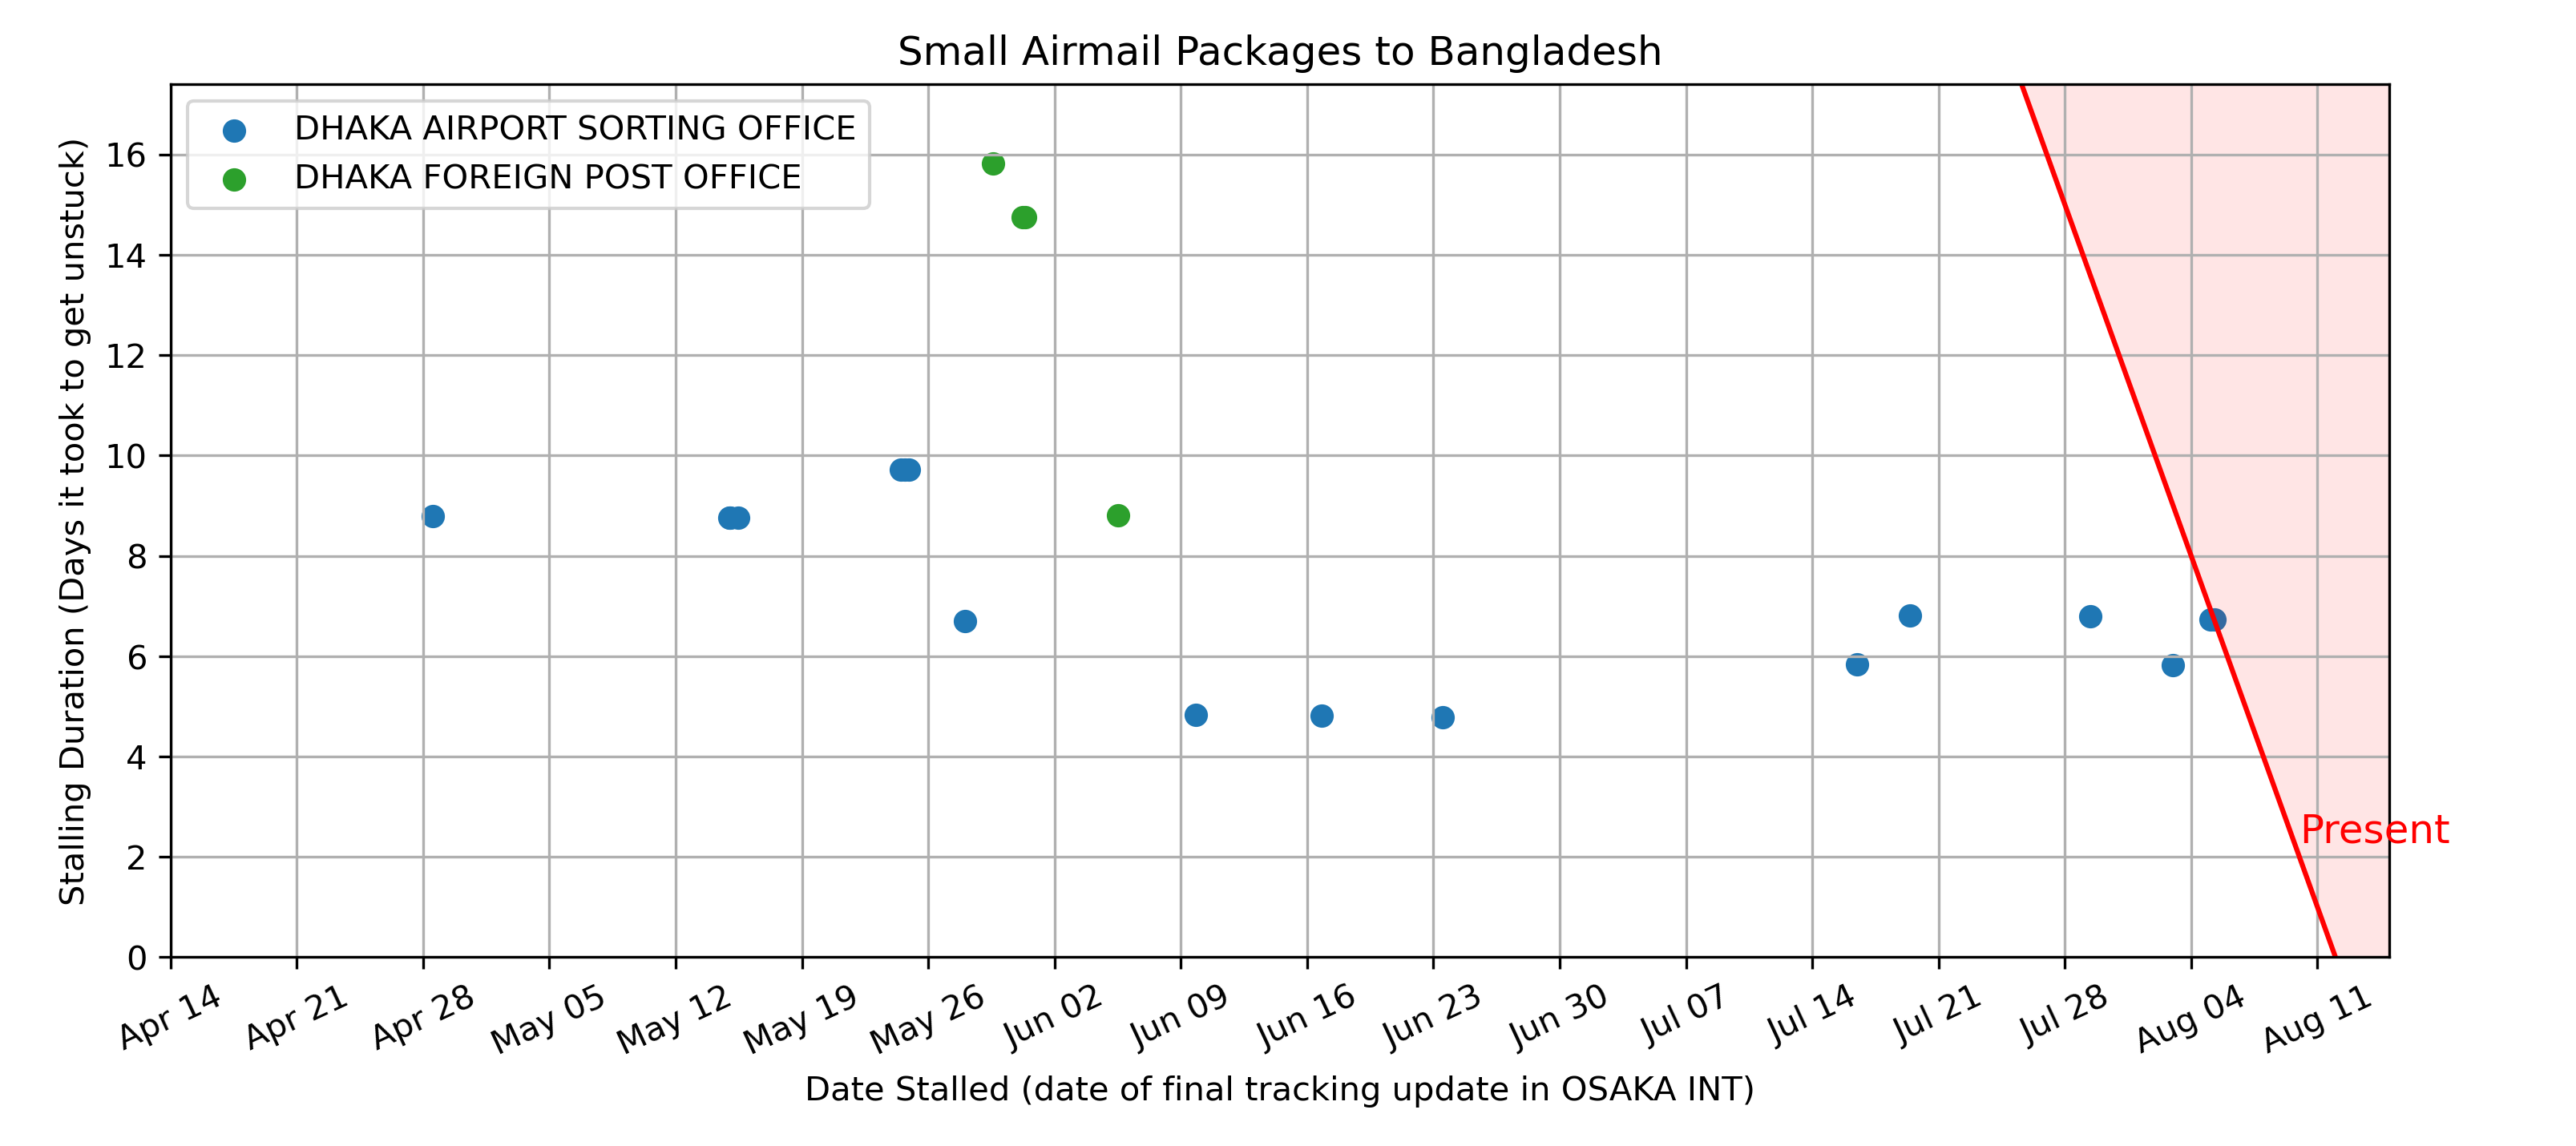 Small Airmail Packages to Bangladesh
DHAKA AIRPORT SORTING OFFICE
DHAKA FOREIGN POST OFFICE
Stalling Duration (Days it took to get unstuck)
16
14
12
10
8
6
4
2
0
Present
Apr 14 Apr 21 Apr 28 May 05 May 12 May 19 May 26 Jun 02 Jun 09 Jun 16 Jun 23 Jun 30 Jul 07 Jul 14 Jul 21 Jul 28 Aug 04 Aug 11
Date Stalled (date of final tracking update in OSAKA INT)